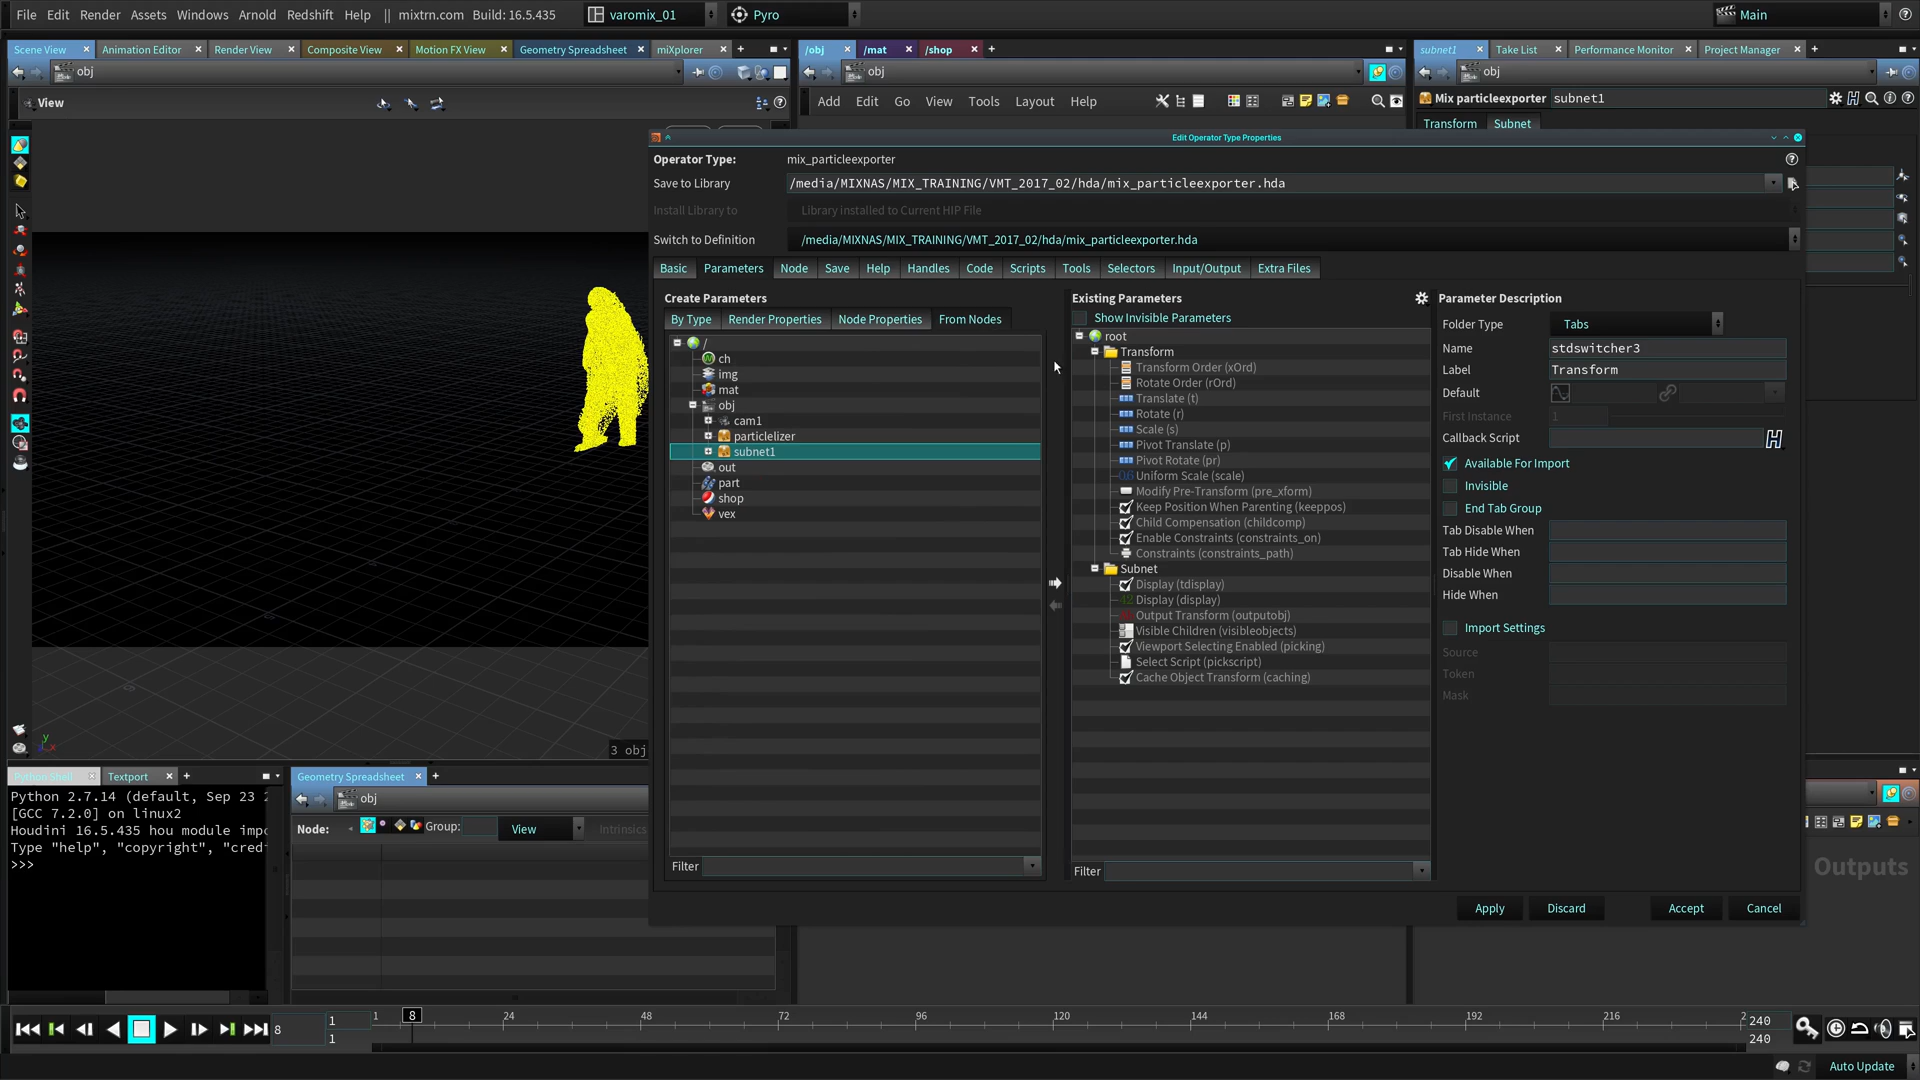 File Edit Render Assets Windows Arnold Redshift Help || mixtrn.com Build: 16.5.435 varomix_01 Pyro Main
Scene View Animation Editor Render View Composite View Motion FX View Geometry Spreadsheet miXplorer
/obj /mat /shop
subnet1 Take List Performance Monitor Project Manager
obj
obj
obj
View
Add Edit Go View Tools Layout Help
Mix particleexporter subnet1
Transform Subnet
Edit Operator Type Properties
Operator Type: mix_particleexporter
Save to Library /media/MIXNAS/MIX_TRAINING/VMT_2017_02/hda/mix_particleexporter.hda
Install Library to Library installed to Current HIP File
Switch to Definition /media/MIXNAS/MIX_TRAINING/VMT_2017_02/hda/mix_particleexporter.hda
Basic Parameters Node Save Help Handles Code Scripts Tools Selectors Input/Output Extra Files
Create Parameters
By Type Render Properties Node Properties From Nodes
/
ch
img
mat
obj
cam1
particlelizer
subnet1
out
part
shop
vex
Filter
Existing Parameters
Show Invisible Parameters
root
Transform
Transform Order (xOrd)
Rotate Order (rOrd)
Translate (t)
Rotate (r)
Scale (s)
Pivot Translate (p)
Pivot Rotate (pr)
Uniform Scale (scale)
Modify Pre-Transform (pre_xform)
Keep Position When Parenting (keeppos)
Child Compensation (childcomp)
Enable Constraints (constraints_on)
Constraints (constraints_path)
Subnet
Display (tdisplay)
Display (display)
Output Transform (outputobj)
Visible Children (visibleobjects)
Viewport Selecting Enabled (picking)
Select Script (pickscript)
Cache Object Transform (caching)
Filter
Parameter Description
Folder Type Tabs
Name stdswitcher3
Label Transform
Default
First Instance 1
Callback Script
Available For Import
Invisible
End Tab Group
Tab Disable When
Tab Hide When
Disable When
Hide When
Import Settings
Source
Token
Mask
Apply Discard Accept Cancel
3 obj
Python Shell Textport
Python 2.7.14 (default, Sep 23 2
[GCC 7.2.0] on linux2
Houdini 16.5.435 hou module impo
Type "help", "copyright", "cred
>>>
Geometry Spreadsheet
obj
Node: Group: View Intrinsics
Outputs
8 1 1
1 8 24 48 72 96 120 144 168 192 216 2
240
240
Auto Update